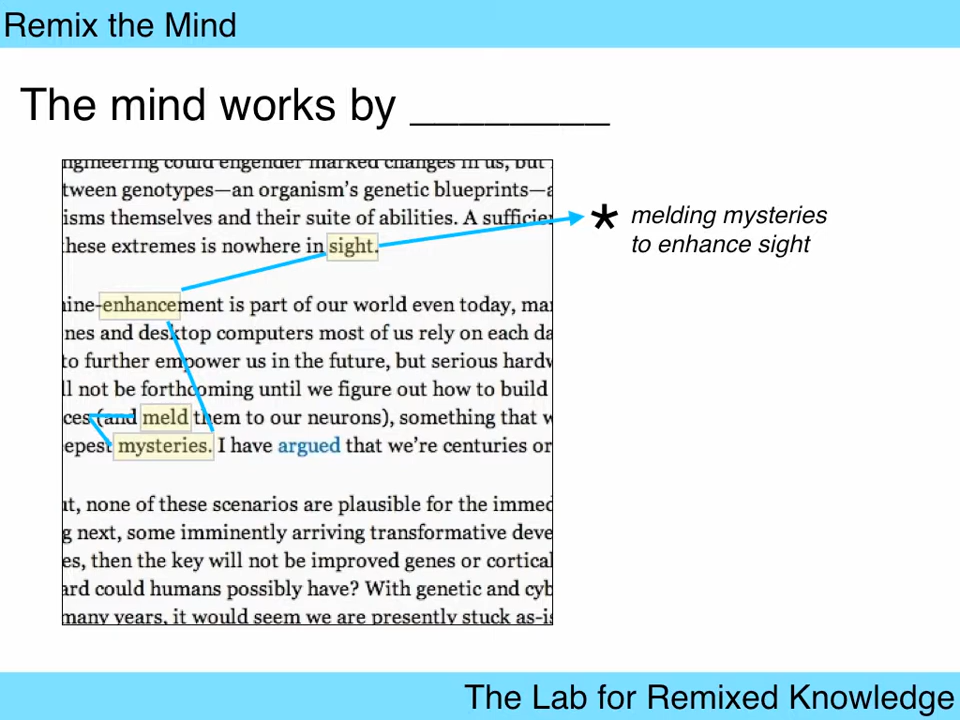 Remix the Mind
The mind works by ________
ngineering could engender marked changes in us, but
tween genotypes—an organism's genetic blueprints—a
isms themselves and their suite of abilities. A sufficien
these extremes is nowhere in sight.
* melding mysteries
to enhance sight
ine-enhancement is part of our world even today, man
nes and desktop computers most of us rely on each da
to further empower us in the future, but serious hardw
ll not be forthcoming until we figure out how to build
ces (and meld them to our neurons), something that w
epest mysteries. I have argued that we're centuries or
ut, none of these scenarios are plausible for the immed
g next, some imminently arriving transformative deve
es, then the key will not be improved genes or cortical
ard could humans possibly have? With genetic and cyb
many years, it would seem we are presently stuck as-is
The Lab for Remixed Knowledge